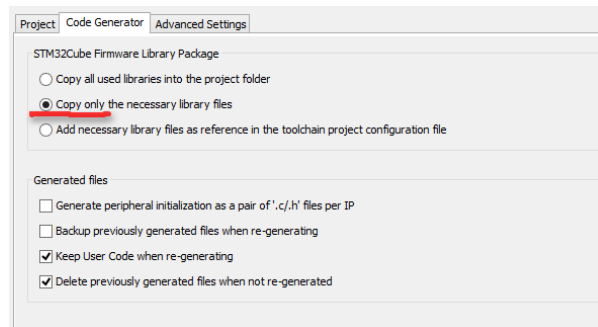 Project Code Generator Advanced Settings
STM32Cube Firmware Library Package
Copy all used libraries into the project folder
Copy only the necessary library files
Add necessary library files as reference in the toolchain project configuration file
Generated files
Generate peripheral initialization as a pair of '.c/.h' files per IP
Backup previously generated files when re-generating
Keep User Code when re-generating
Delete previously generated files when not re-generated